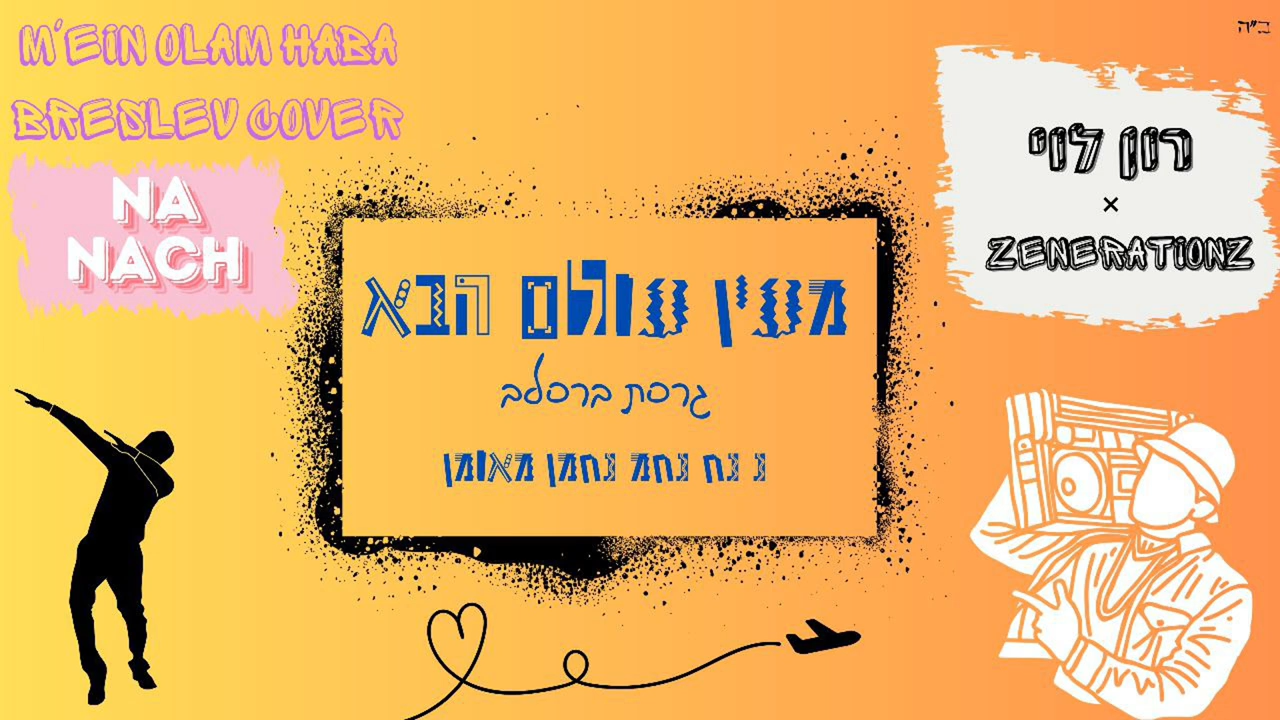 ב"ה
M'EIN OLAM HABA
BRESLEV COVER
NA
NACH
רון לוי
×
ZENERATIONZ
מעין עולם הבא
גרסת ברסלב
נ נח נחמ נחמן מאומן